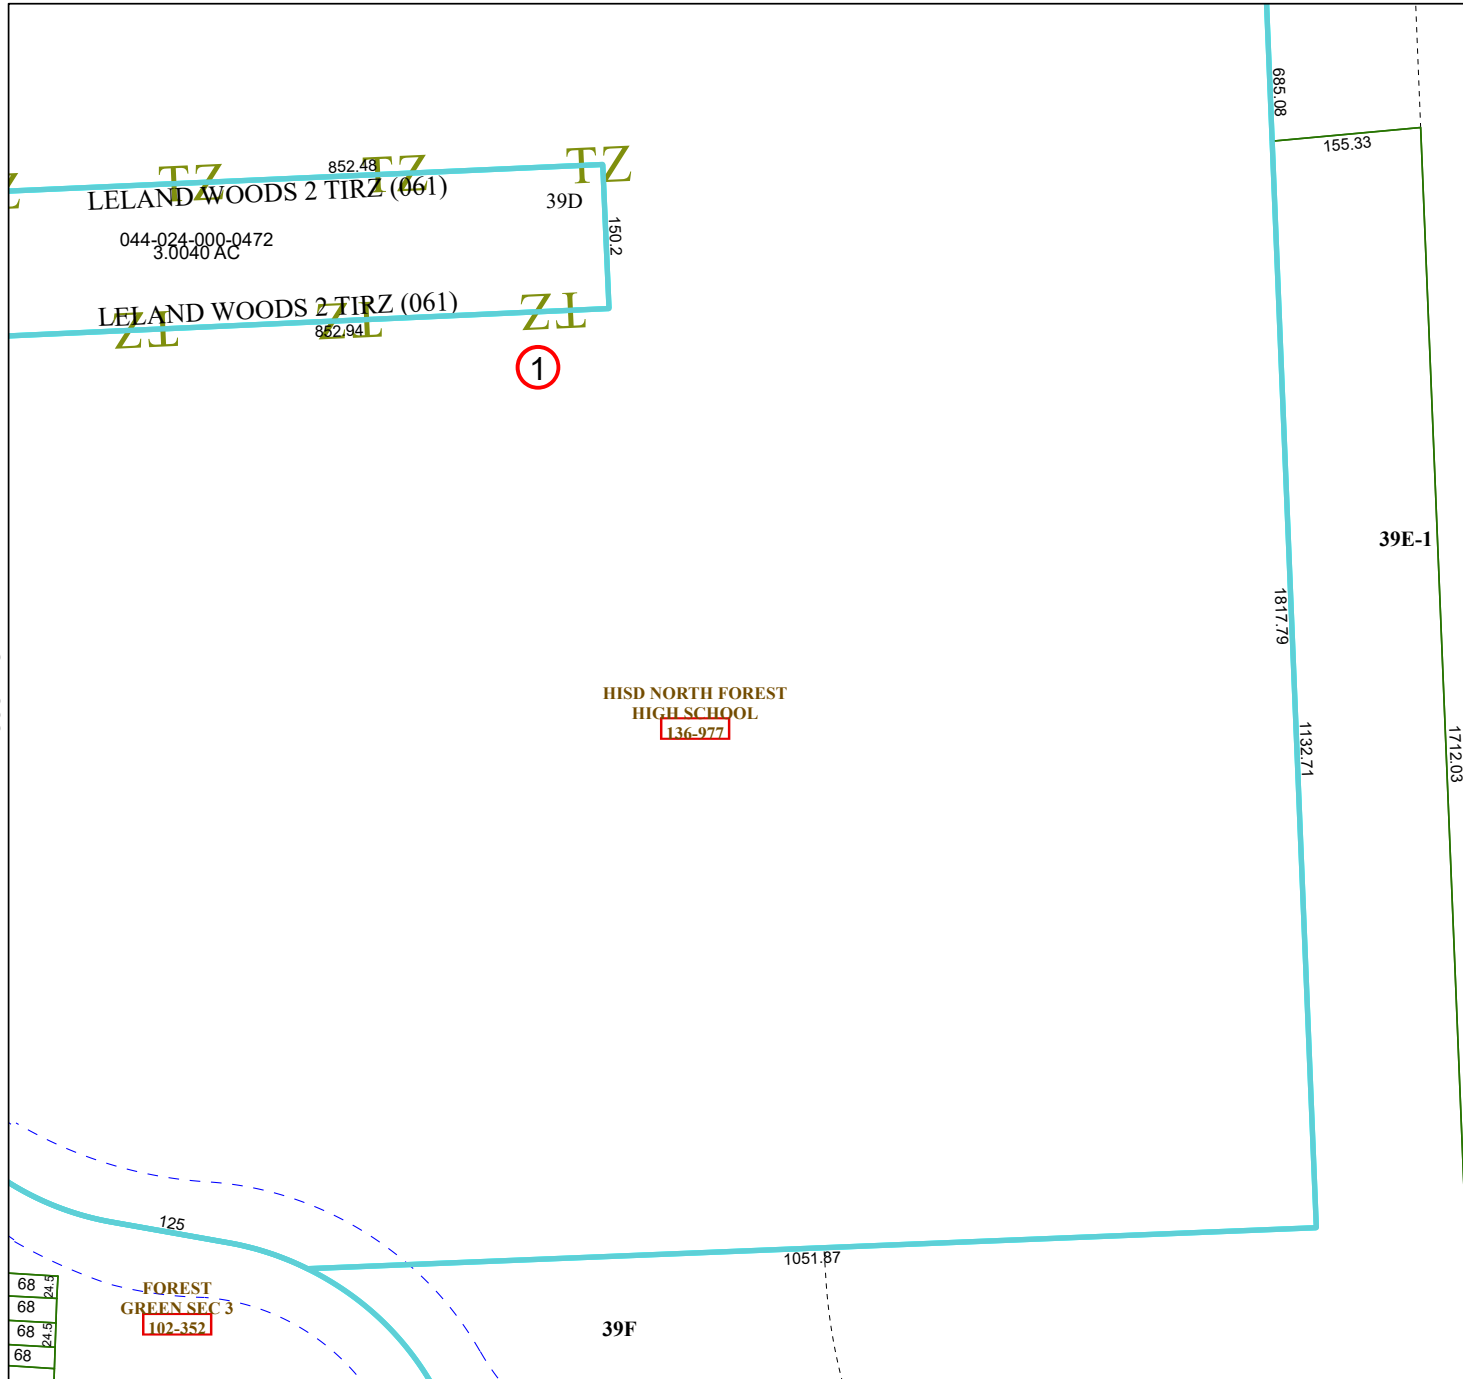 685.08
155.33
TZ
TZ
TZ
Z
852.48
LELAND WOODS 2 TIRZ (061)
39D
150.2
044-024-000-0472
3.0040 AC
LELAND WOODS 2 TIRZ (061)
TZ
TZ
TZ
852.94
1
39E-1
1817.79
HISD NORTH FOREST
HIGH SCHOOL
136-977
1132.71
1712.03
125
1051.87
68
24.5
68
68
24.5
68
FOREST
GREEN SEC 3
102-352
39F